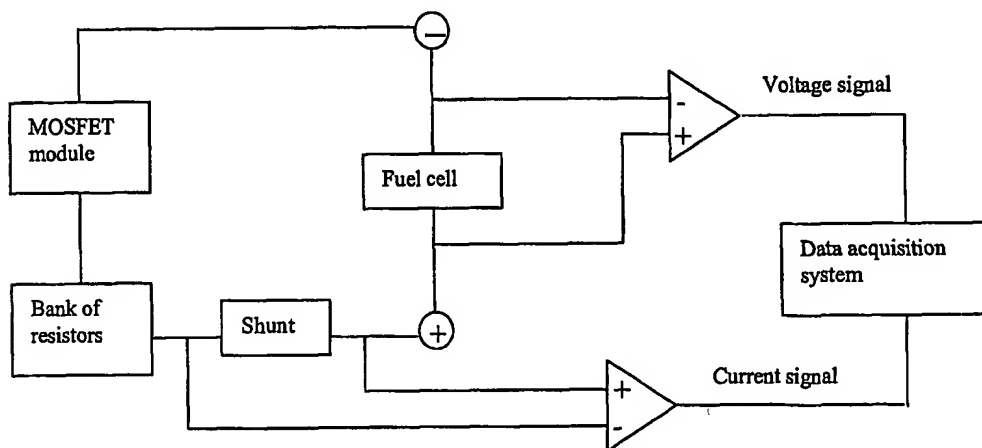 −
Voltage signal
MOSFET
module
-
+
Fuel cell
Data acquisition
system
Bank of
resistors
Shunt
+
Current signal
+
-